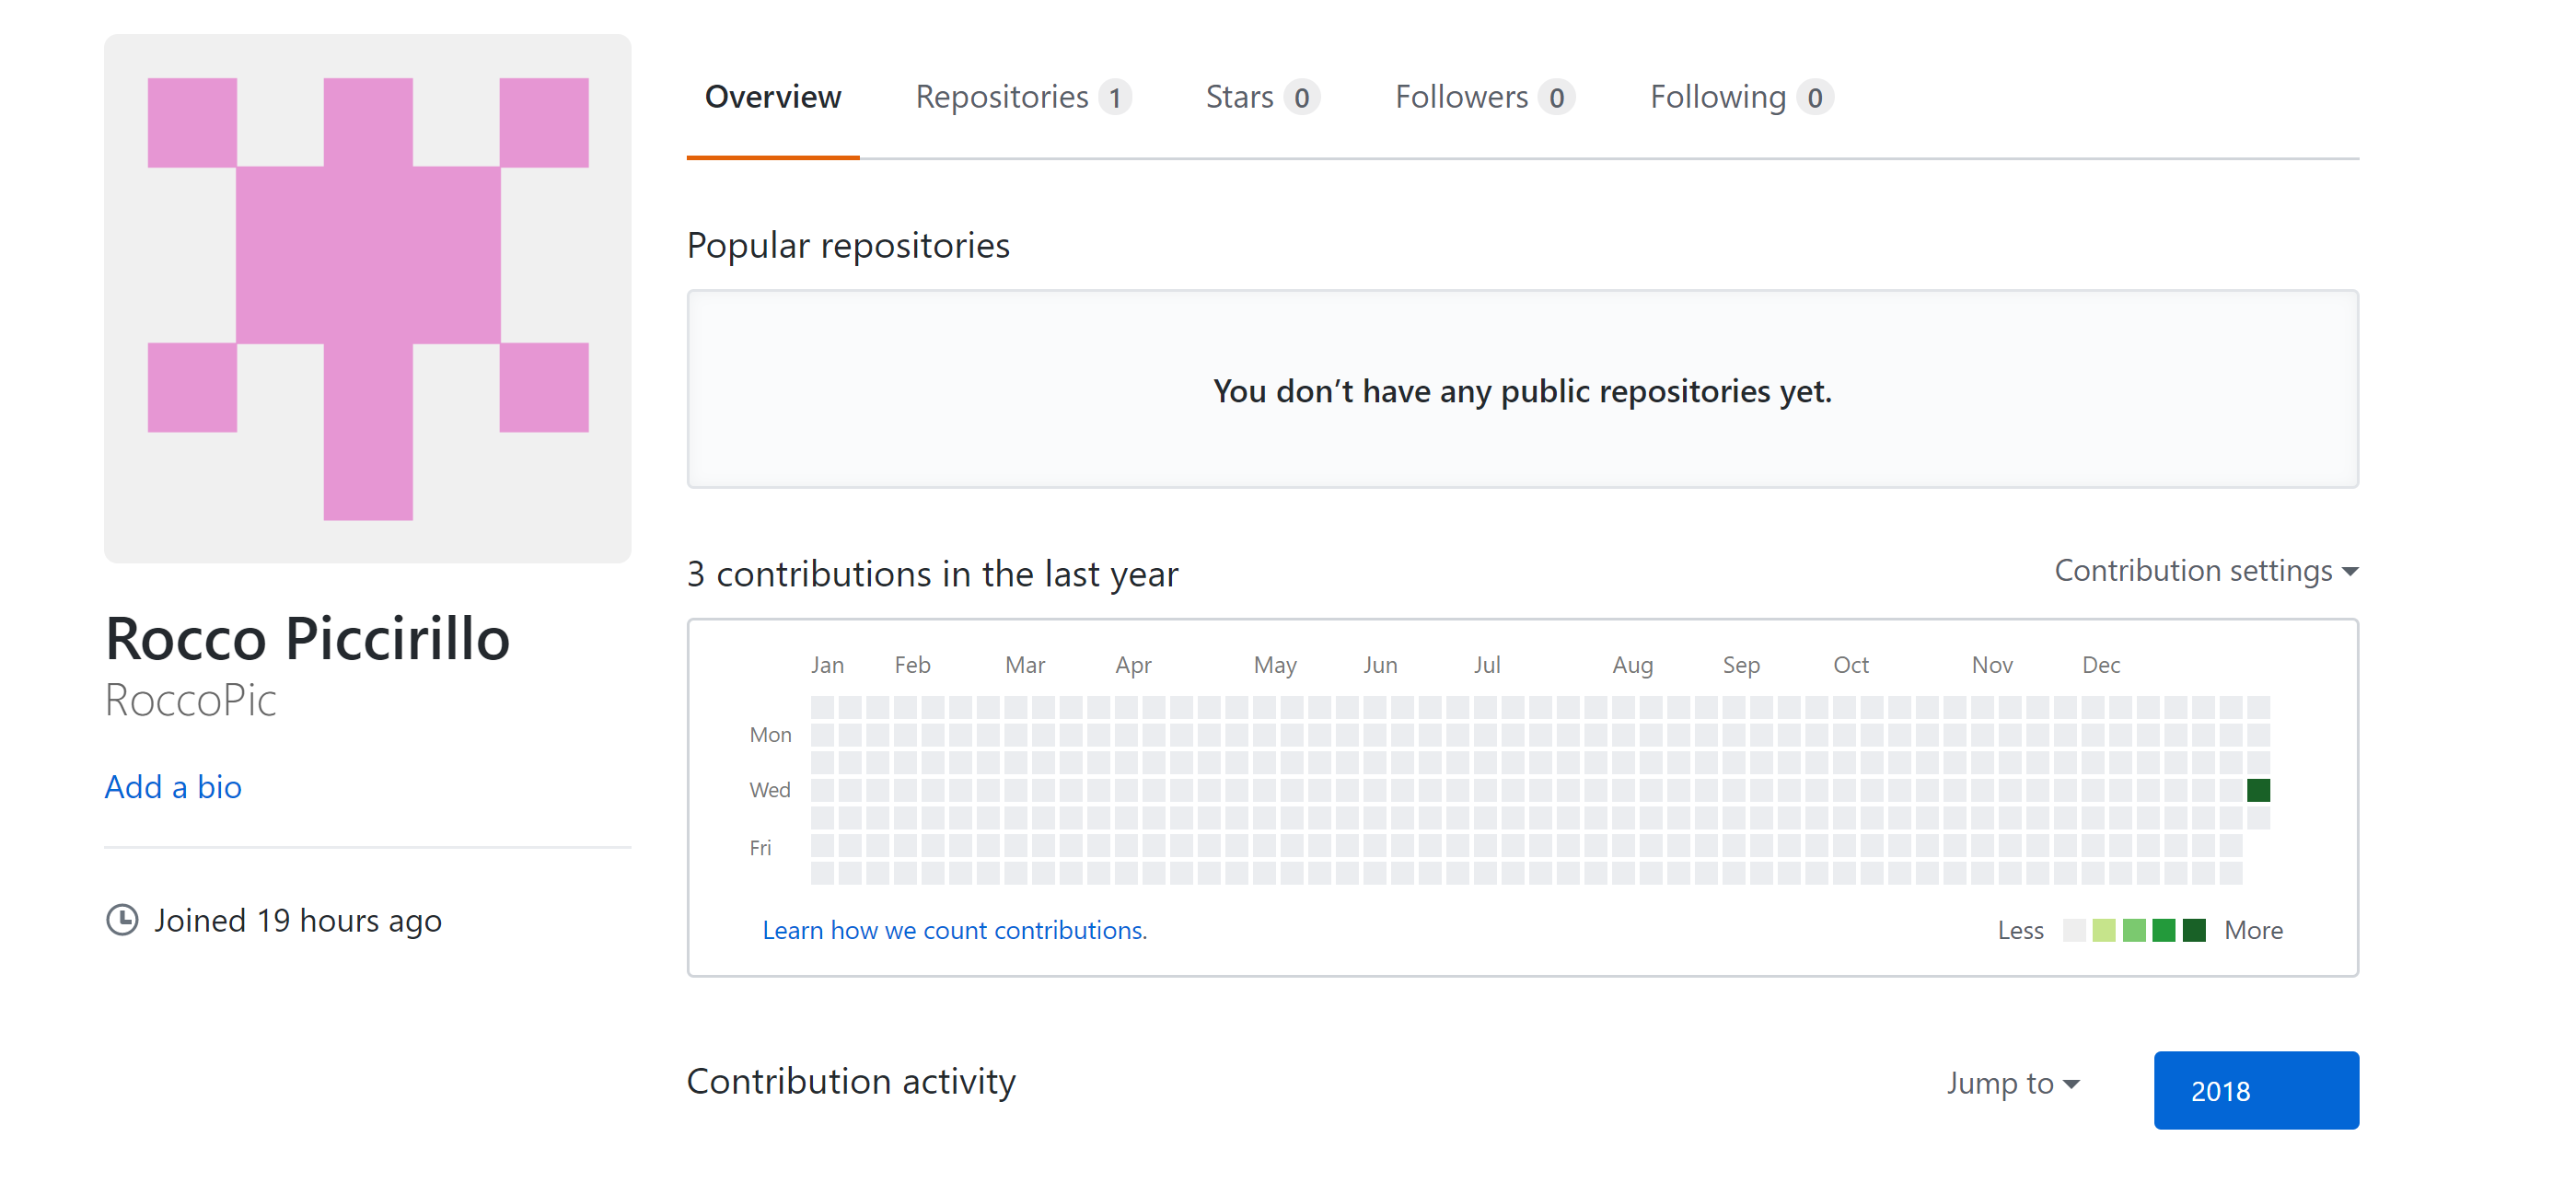 Overview Repositories 1 Stars 0 Followers 0 Following 0
Popular repositories
You don’t have any public repositories yet.
3 contributions in the last year
Contribution settings
Jan Feb Mar Apr May Jun Jul Aug Sep Oct Nov Dec
Mon
Wed
Fri
Learn how we count contributions.
Less More
Rocco Piccirillo
RoccoPic
Add a bio
Joined 19 hours ago
Contribution activity
Jump to
2018